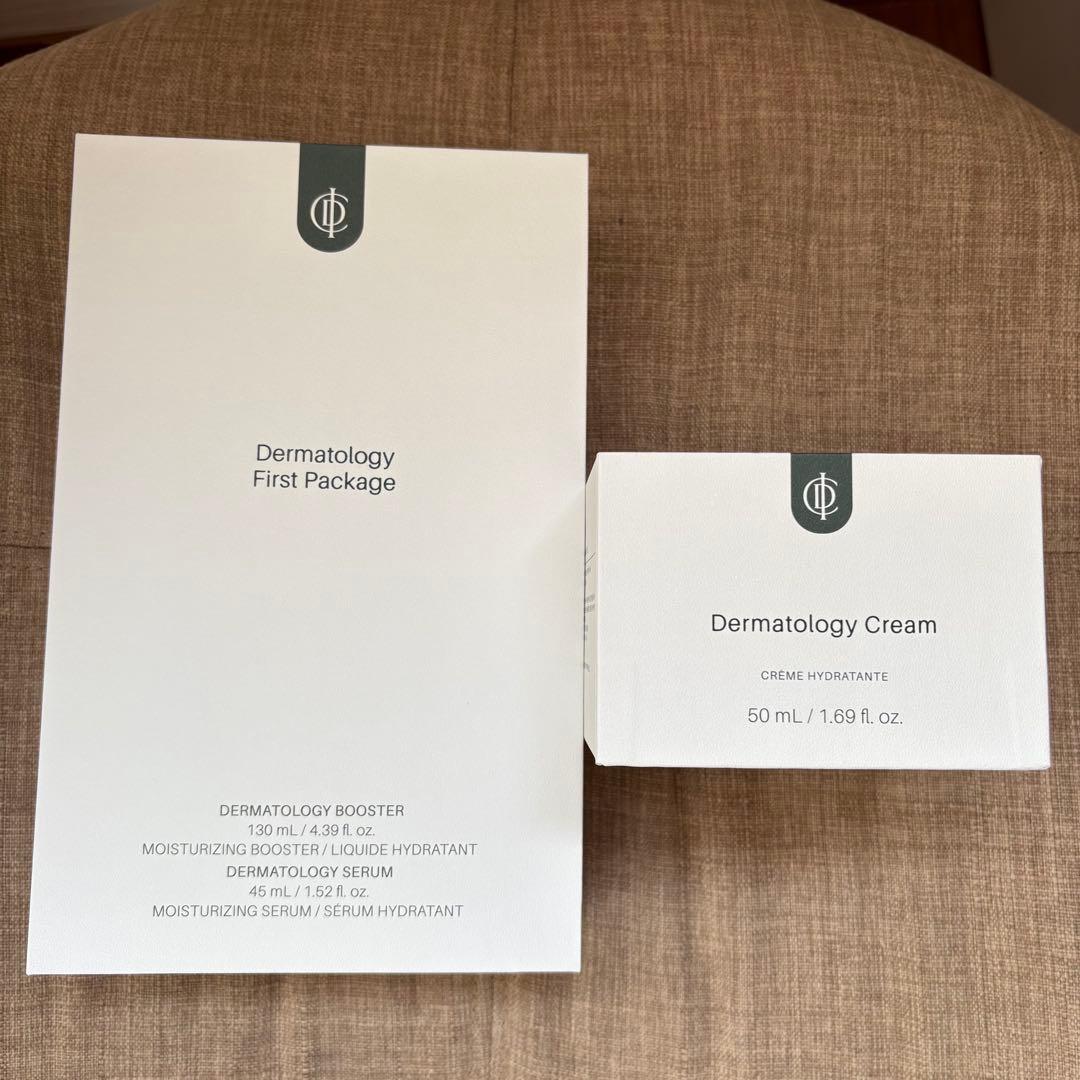 Dermatology
First Package
DERMATOLOGY BOOSTER
130 mL / 4.39 fl. oz.
MOISTURIZING BOOSTER / LIQUIDE HYDRATANT
DERMATOLOGY SERUM
45 mL / 1.52 fl. oz.
MOISTURIZING SERUM / SÉRUM HYDRATANT
Dermatology Cream
CRÈME HYDRATANTE
50 mL / 1.69 fl. oz.